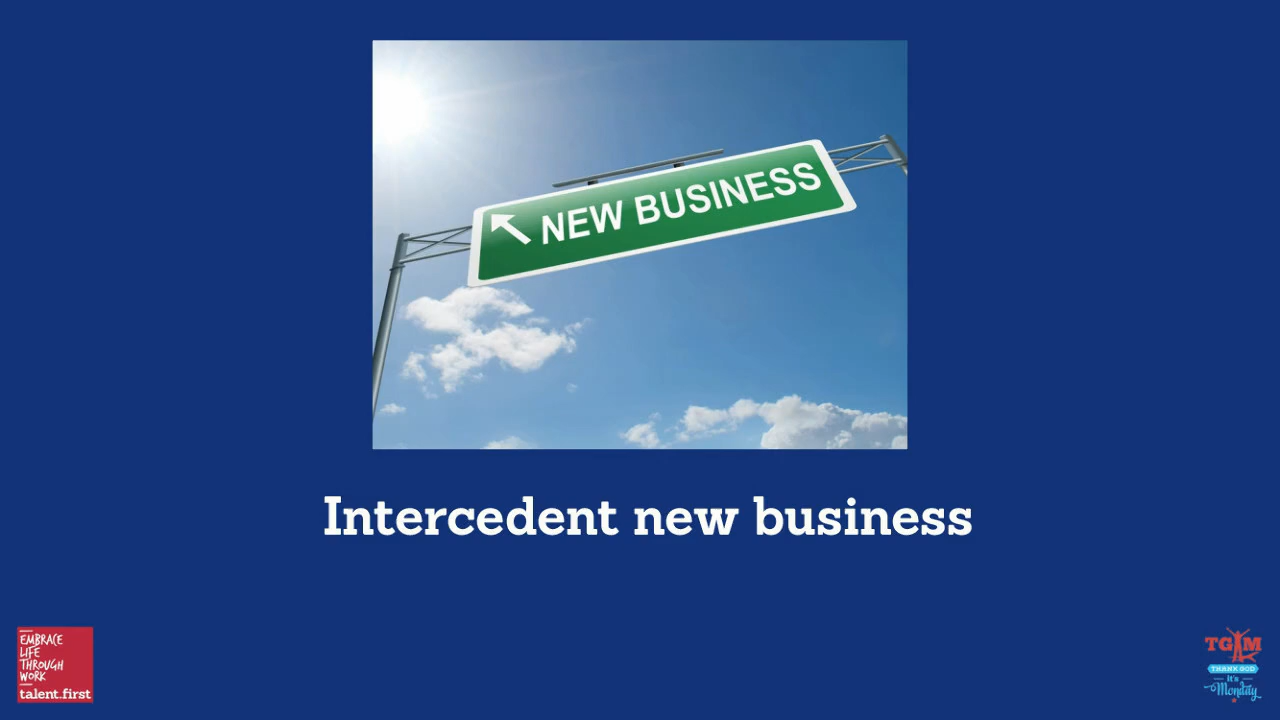 NEW BUSINESS
Intercedent new business
EMBRACE
LIFE
THROUGH
WORK
talent.first
TGIM
THANK GOD
it's
Monday